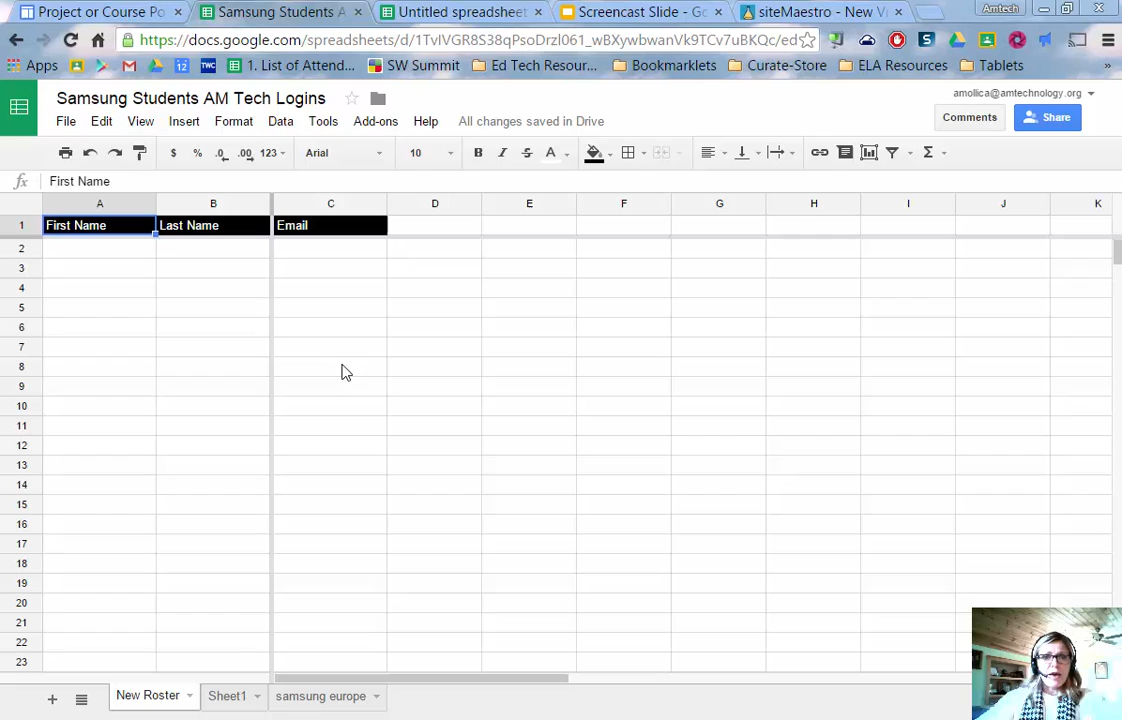 Project or Course Po
Samsung Students A
Untitled spreadsheet
Screencast Slide - Go
siteMaestro - New V
Amtech
https://docs.google.com/spreadsheets/d/1TvIVGR8S38qPsoDrzl061_wBXywbwanVk9TCv7uBKQc/ed
Apps
12
TWC
1. List of Attend...
SW Summit
Ed Tech Resour...
Bookmarklets
Curate-Store
ELA Resources
Tablets
»
Samsung Students AM Tech Logins
amollica@amtechnology.org
File Edit View Insert Format Data Tools Add-ons Help All changes saved in Drive
Comments
Share
$ % .0 .00 123 Arial 10 B I S A Σ
fx First Name
A B C D E F G H I J K
1 First Name Last Name Email
2
3
4
5
6
7
8
9
10
11
12
13
14
15
16
17
18
19
20
21
22
23
+ New Roster Sheet1 samsung europe